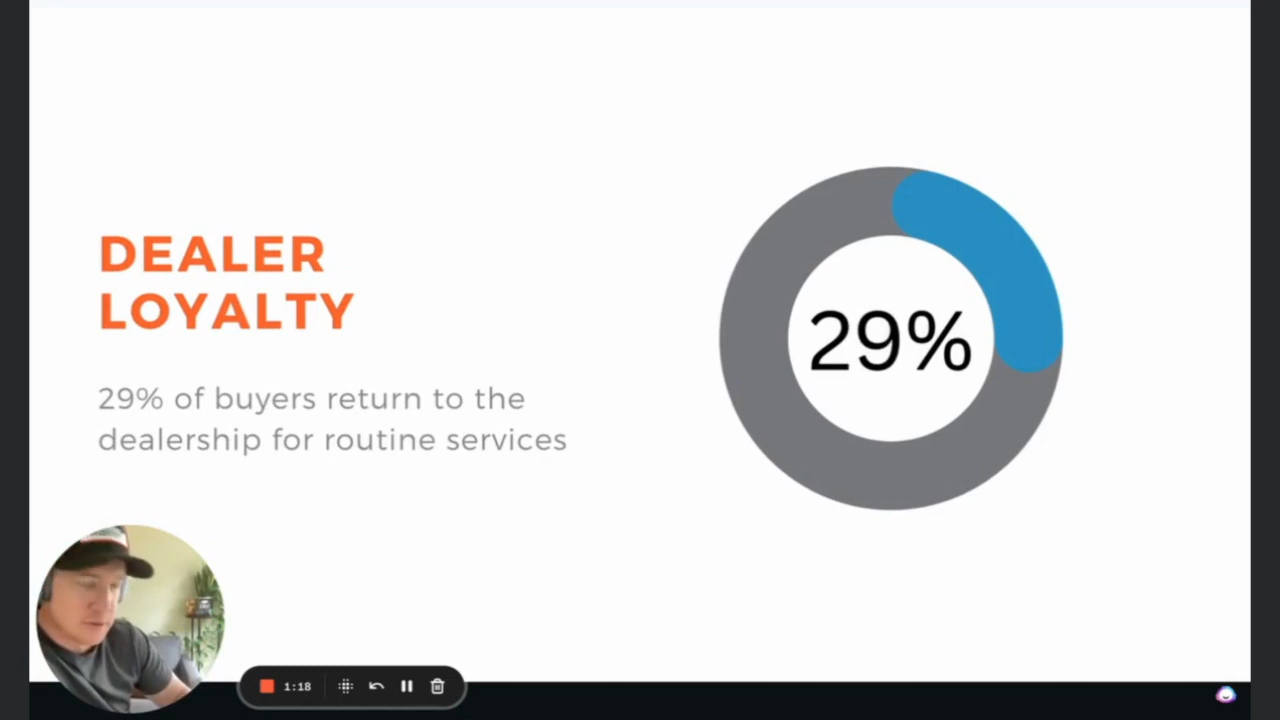 DEALER
LOYALTY
29% of buyers return to the
dealership for routine services
29%
1:18